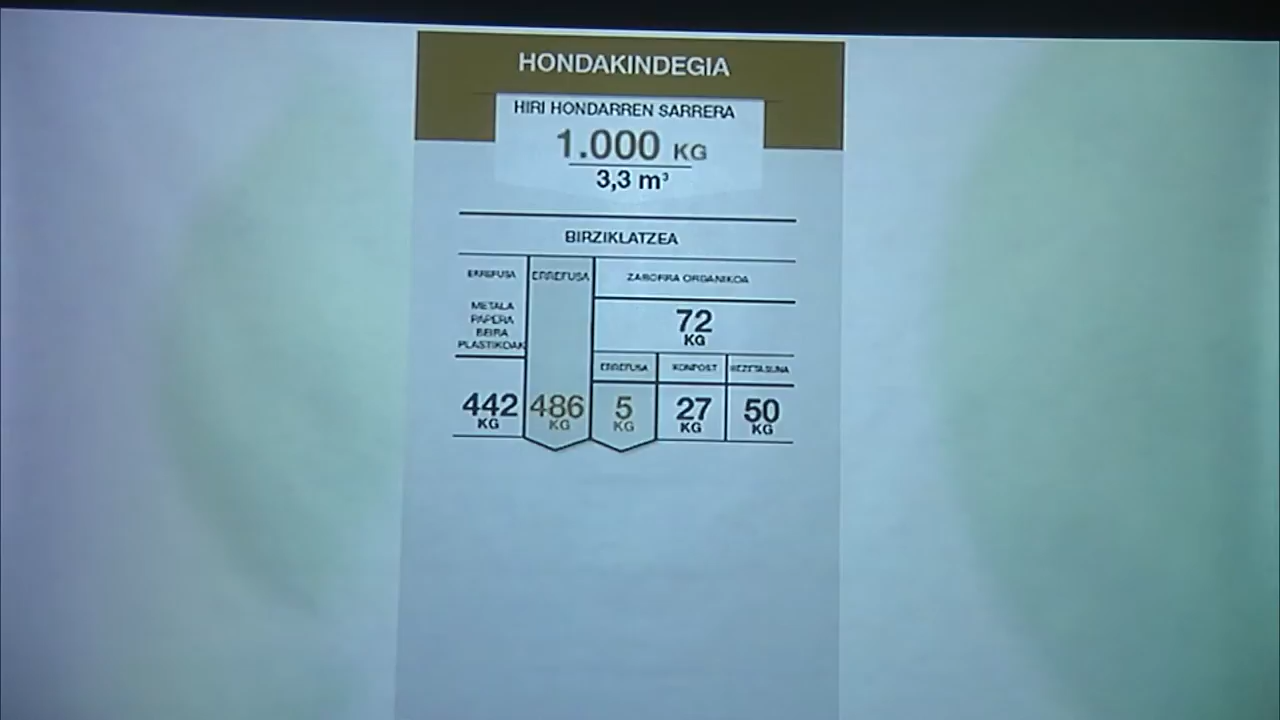 HONDAKINDEGIA
HIRI HONDARREN SARRERA
1.000 KG
3,3 m³
BIRZIKLATZEA
ERREFUSA
METALA
PAPERA
BEIRA
PLASTIKOAK
442
KG
ERREFUSA
486
KG
ZABORRA ORGANIKOA
72
KG
ERREFUSA
5
KG
KONPOST
27
KG
HEZETASUNA
50
KG